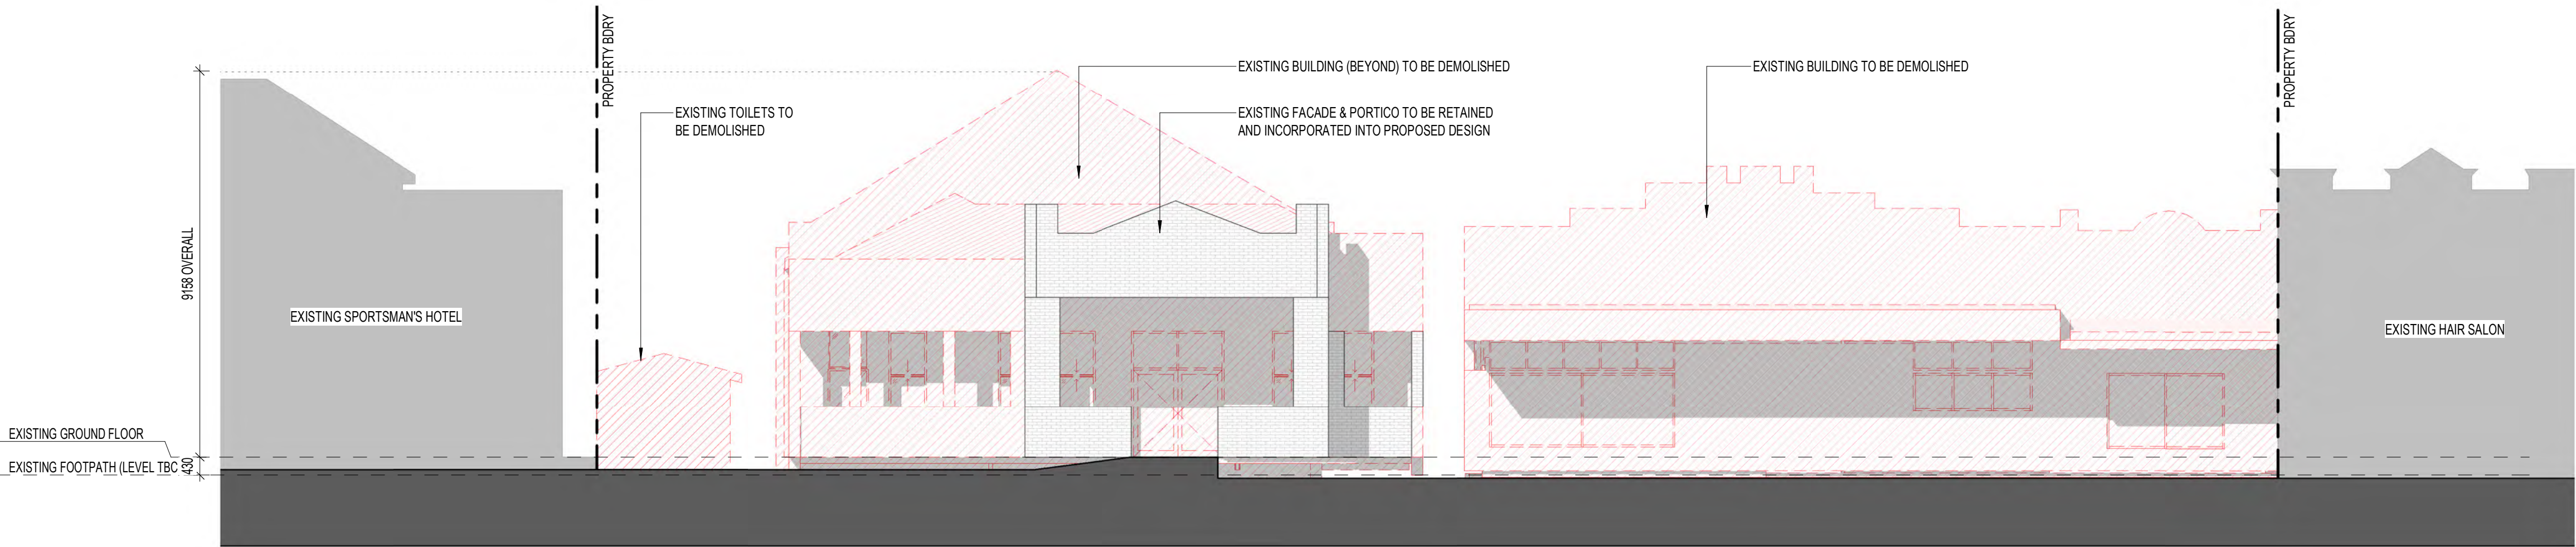 PROPERTY BDRY
PROPERTY BDRY
EXISTING BUILDING (BEYOND) TO BE DEMOLISHED
EXISTING BUILDING TO BE DEMOLISHED
EXISTING TOILETS TO
BE DEMOLISHED
EXISTING FACADE & PORTICO TO BE RETAINED
AND INCORPORATED INTO PROPOSED DESIGN
9158 OVERALL
EXISTING SPORTSMAN'S HOTEL
EXISTING HAIR SALON
EXISTING GROUND FLOOR
EXISTING FOOTPATH (LEVEL TBC
430